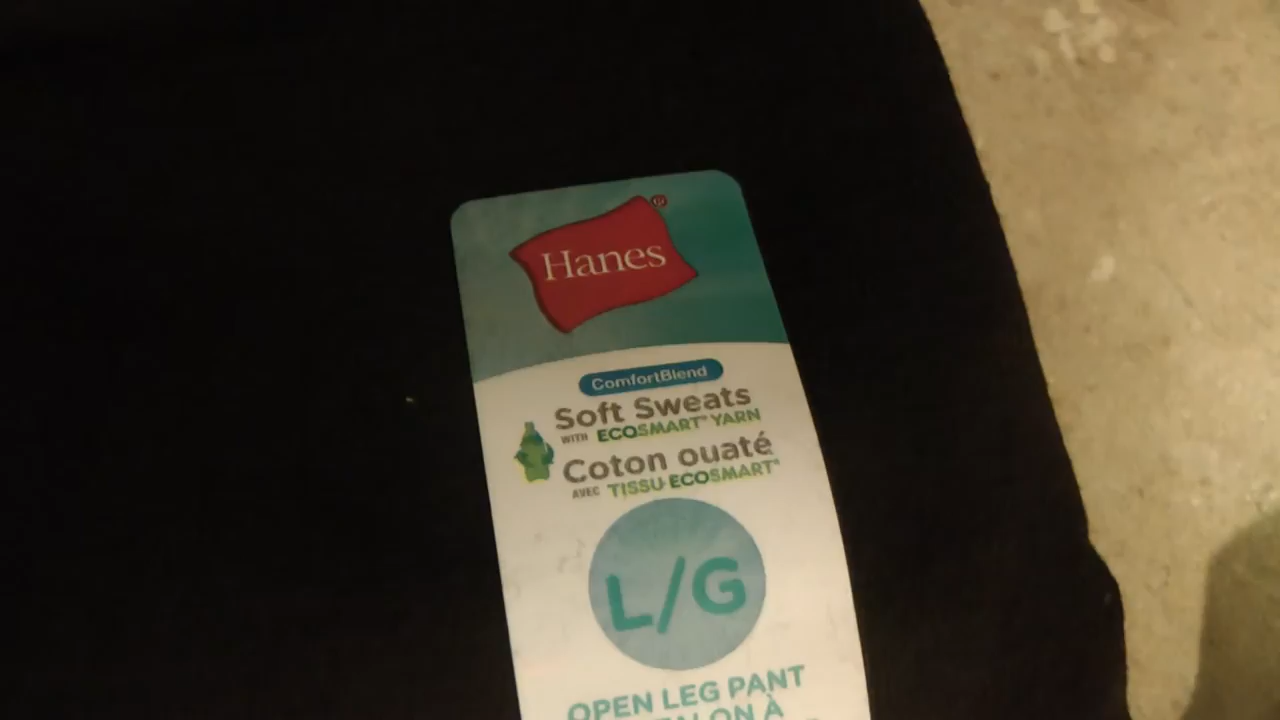 Hanes®
ComfortBlend
Soft Sweats
WITH ECOSMART® YARN
Coton ouaté
AVEC TISSU ECOSMART®
L/G
OPEN LEG PANT
À